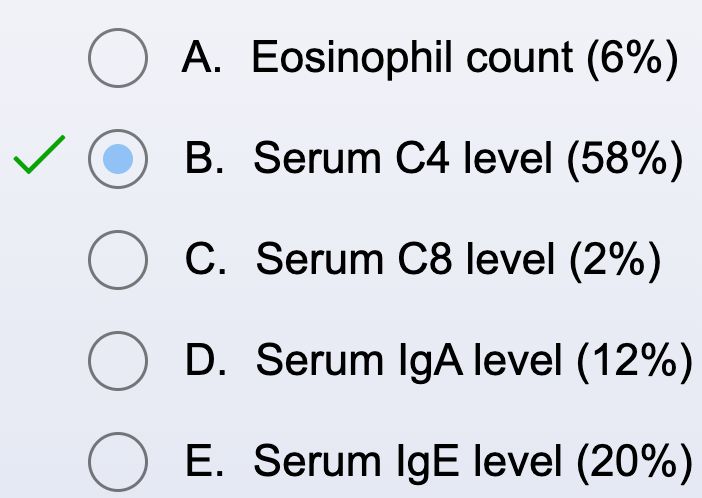 A. Eosinophil count (6%)
B. Serum C4 level (58%)
C. Serum C8 level (2%)
D. Serum IgA level (12%)
E. Serum IgE level (20%)